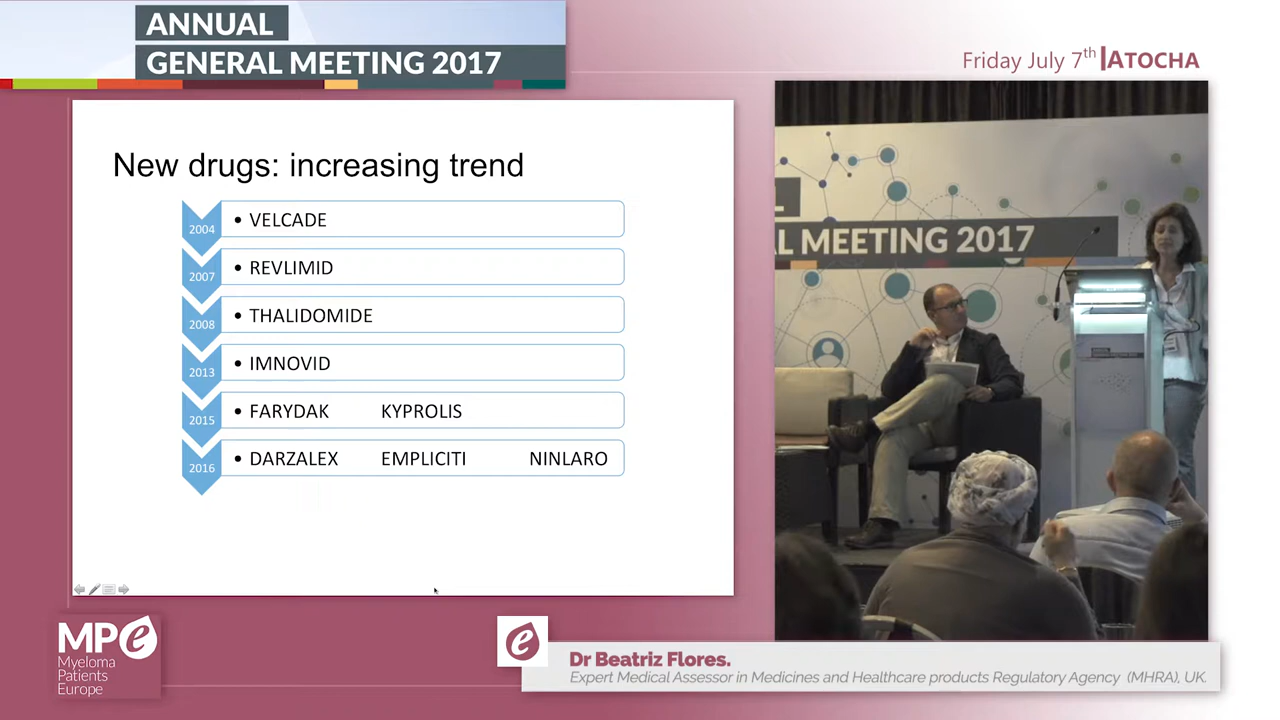 ANNUAL
GENERAL MEETING 2017
Friday July 7th | ATOCHA
New drugs: increasing trend
2004 • VELCADE
2007 • REVLIMID
2008 • THALIDOMIDE
2013 • IMNOVID
2015 • FARYDAK KYPROLIS
2016 • DARZALEX EMPLICITI NINLARO
L
L MEETING 2017
MPe
Myeloma
Patients
Europe
e
Dr Beatriz Flores.
Expert Medical Assessor in Medicines and Healthcare products Regulatory Agency (MHRA), UK.